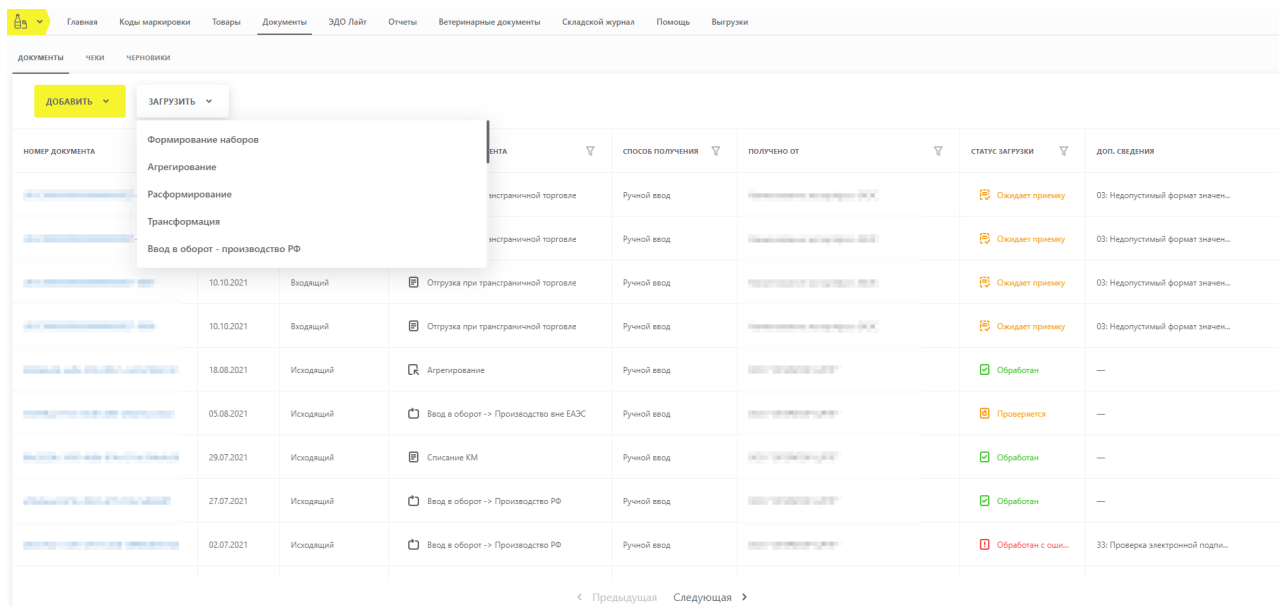 Главная Коды маркировки Товары Документы ЭДО Лайт Отчеты Ветеринарные документы Складской журнал Помощь Выгрузки
ДОКУМЕНТЫ ЧЕКИ ЧЕРНОВИКИ
ДОБАВИТЬ ЗАГРУЗИТЬ
Формирование наборов
Агрегирование
Расформирование
Трансформация
Ввод в оборот - производство РФ
НОМЕР ДОКУМЕНТА СПОСОБ ПОЛУЧЕНИЯ ПОЛУЧЕНО ОТ СТАТУС ЗАГРУЗКИ ДОП. СВЕДЕНИЯ
трансграничной торговле Ручной ввод Ожидает приемку 03: Недопустимый формат значен...
трансграничной торговле Ручной ввод Ожидает приемку 03: Недопустимый формат значен...
10.10.2021 Входящий Отгрузка при трансграничной торговле Ручной ввод Ожидает приемку 03: Недопустимый формат значен...
10.10.2021 Входящий Отгрузка при трансграничной торговле Ручной ввод Ожидает приемку 03: Недопустимый формат значен...
18.08.2021 Исходящий Агрегирование Ручной ввод Обработан —
05.08.2021 Исходящий Ввод в оборот -> Производство вне ЕАЭС Ручной ввод Проверяется —
29.07.2021 Исходящий Списание КМ Ручной ввод Обработан —
27.07.2021 Исходящий Ввод в оборот -> Производство РФ Ручной ввод Обработан —
02.07.2021 Исходящий Ввод в оборот -> Производство РФ Ручной ввод Обработан с оши... 33: Проверка электронной подпи...
Предыдущая Следующая